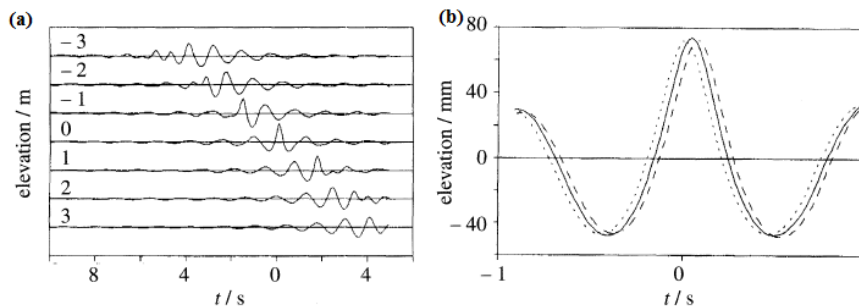 (a)
elevation / m
− 3
− 2
− 1
0
1
2
3
8 4 0 4
t / s
(b)
elevation / mm
80
40
0
− 40
− 1 0
t / s